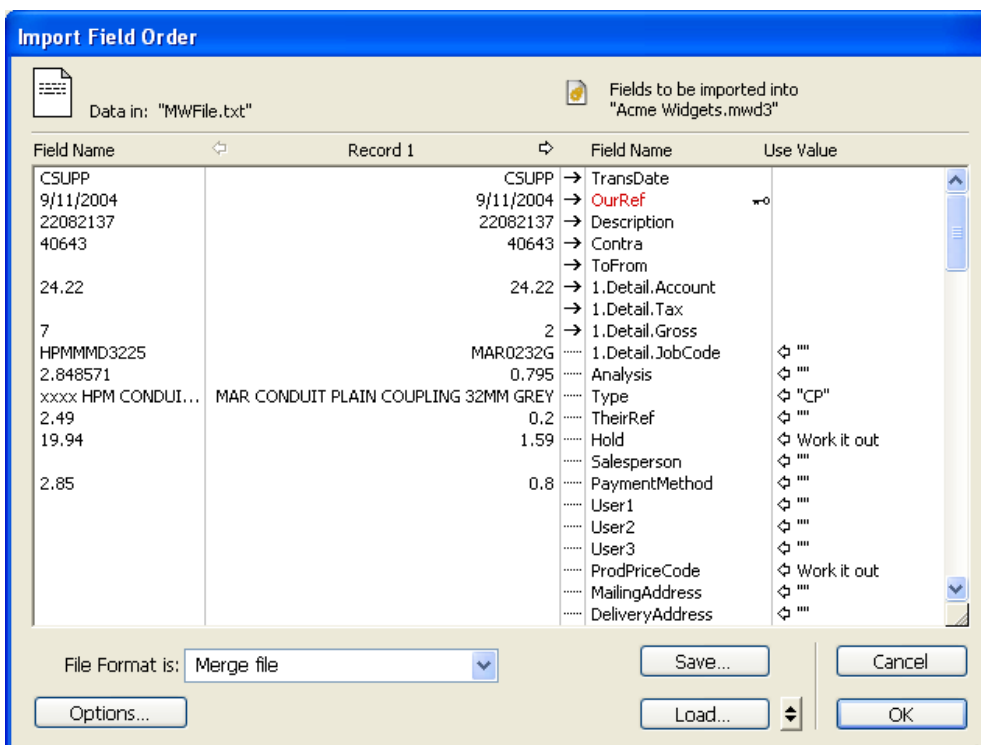 Import Field Order
Data in: "MWFile.txt"
Fields to be imported into
"Acme Widgets.mwd3"
Field Name Record 1 Field Name Use Value
CSUPP CSUPP TransDate
9/11/2004 9/11/2004 OurRef
22082137 22082137 Description
40643 40643 Contra
ToFrom
24.22 24.22 1.Detail.Account
1.Detail.Tax
7 2 1.Detail.Gross
HPMMMD3225 MAR0232G 1.Detail.JobCode ""
2.848571 0.795 Analysis ""
xxxx HPM CONDUI... MAR CONDUIT PLAIN COUPLING 32MM GREY Type "CP"
2.49 0.2 TheirRef ""
19.94 1.59 Hold Work it out
Salesperson ""
2.85 0.8 PaymentMethod ""
User1 ""
User2 ""
User3 ""
ProdPriceCode Work it out
MailingAddress ""
DeliveryAddress ""
File Format is: Merge file Save... Cancel
Options... Load... OK